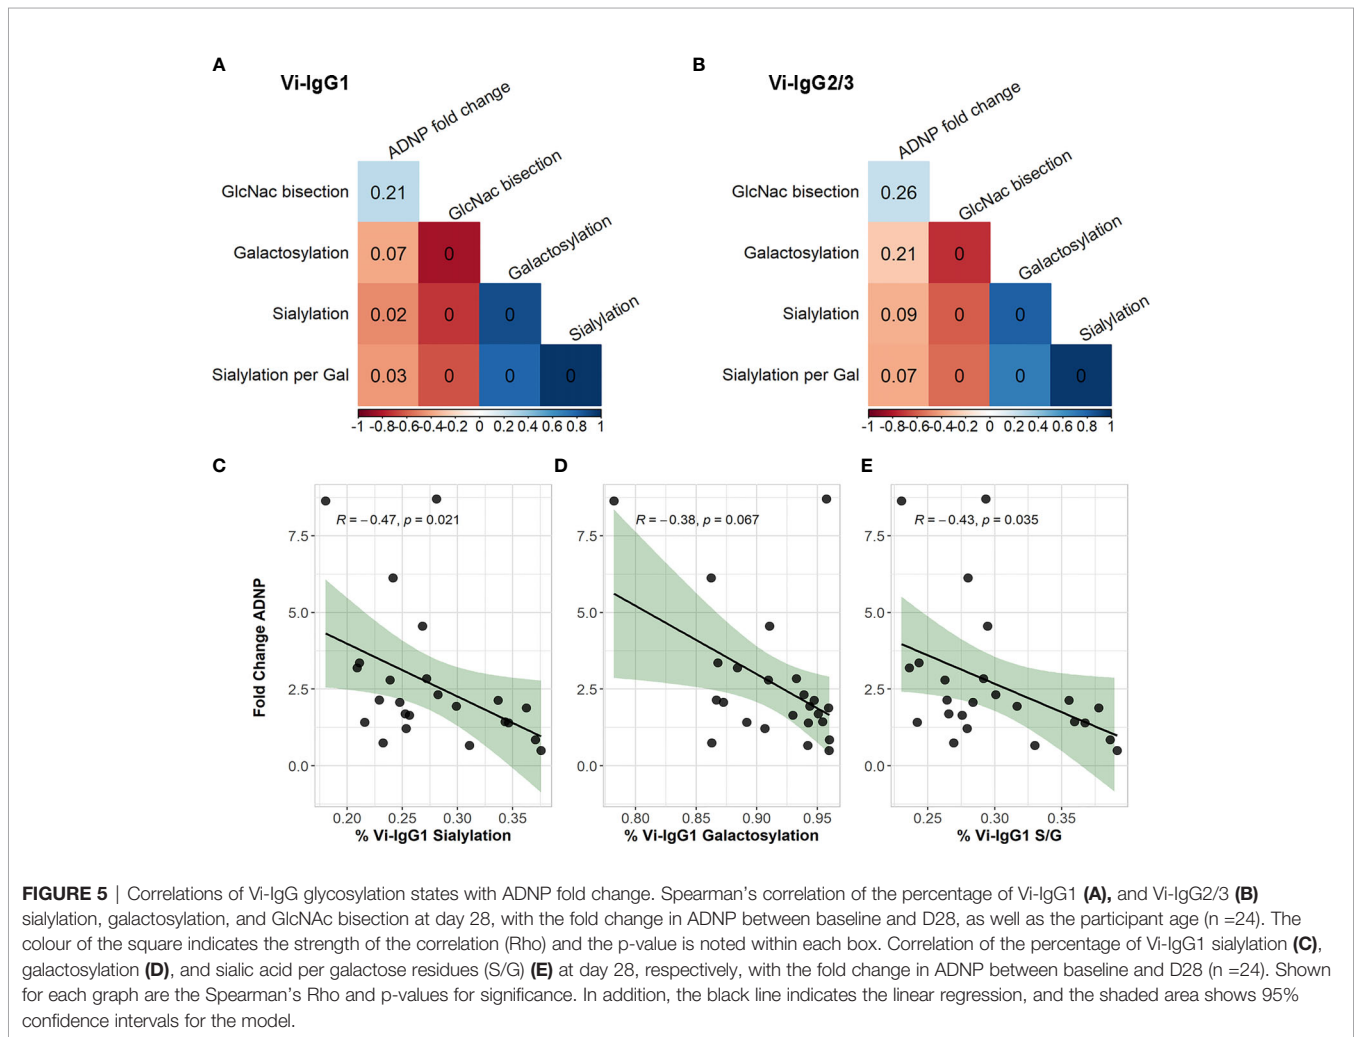 A
Vi-IgG1
ADNP fold change
GlcNac bisection
0.21
GlcNac bisection
Galactosylation
0.07
0
Galactosylation
Sialylation
0.02
0
0
Sialylation
Sialylation per Gal
0.03
0
0
0
-1 -0.8 -0.6 -0.4 -0.2 0 0.2 0.4 0.6 0.8 1
B
Vi-IgG2/3
ADNP fold change
GlcNac bisection
0.26
GlcNac bisection
Galactosylation
0.21
0
Galactosylation
Sialylation
0.09
0
0
Sialylation
Sialylation per Gal
0.07
0
0
0
-1 -0.8 -0.6 -0.4 -0.2 0 0.2 0.4 0.6 0.8 1
C
Fold Change ADNP
R = −0.47, p = 0.021
7.5
5.0
2.5
0.0
0.20 0.25 0.30 0.35
% Vi-IgG1 Sialylation
D
R = −0.38, p = 0.067
7.5
5.0
2.5
0.0
0.80 0.85 0.90 0.95
% Vi-IgG1 Galactosylation
E
R = −0.43, p = 0.035
7.5
5.0
2.5
0.0
0.25 0.30 0.35
% Vi-IgG1 S/G
FIGURE 5 | Correlations of Vi-IgG glycosylation states with ADNP fold change. Spearman's correlation of the percentage of Vi-IgG1 (A), and Vi-IgG2/3 (B)
sialylation, galactosylation, and GlcNAc bisection at day 28, with the fold change in ADNP between baseline and D28, as well as the participant age (n =24). The
colour of the square indicates the strength of the correlation (Rho) and the p-value is noted within each box. Correlation of the percentage of Vi-IgG1 sialylation (C),
galactosylation (D), and sialic acid per galactose residues (S/G) (E) at day 28, respectively, with the fold change in ADNP between baseline and D28 (n =24). Shown
for each graph are the Spearman's Rho and p-values for significance. In addition, the black line indicates the linear regression, and the shaded area shows 95%
confidence intervals for the model.